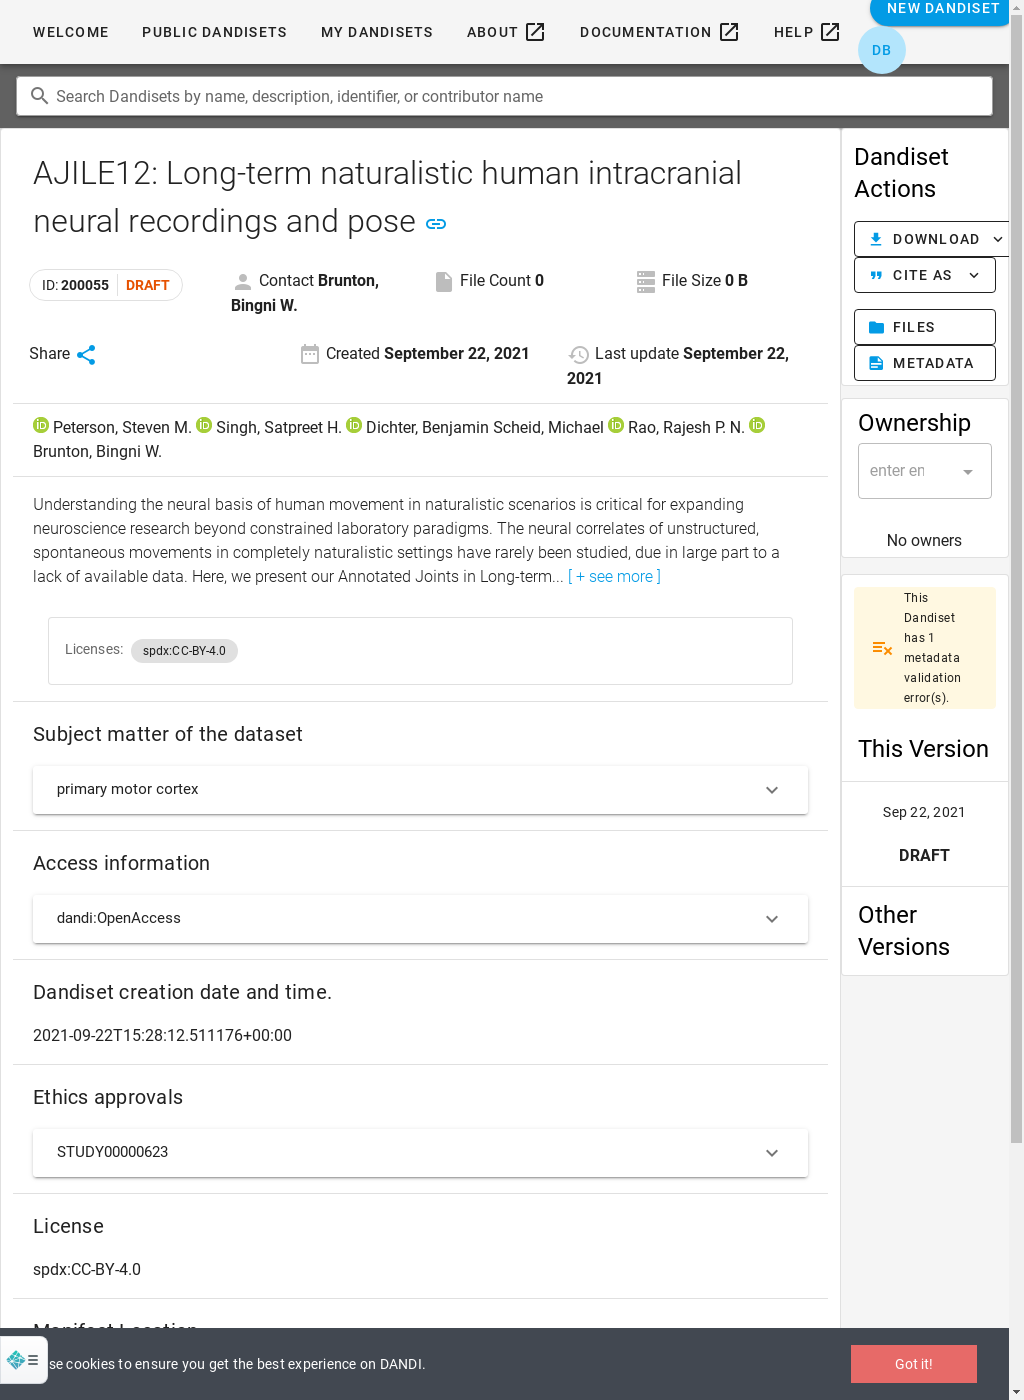 WELCOME PUBLIC DANDISETS MY DANDISETS ABOUT DOCUMENTATION HELP NEW DANDISET
DB
Search Dandisets by name, description, identifier, or contributor name
AJILE12: Long-term naturalistic human intracranial
neural recordings and pose
ID: 200055 DRAFT
Contact Brunton,
Bingni W.
File Count 0
File Size 0 B
Share
Created September 22, 2021
Last update September 22,
2021
Peterson, Steven M. Singh, Satpreet H. Dichter, Benjamin Scheid, Michael Rao, Rajesh P. N.
Brunton, Bingni W.
Understanding the neural basis of human movement in naturalistic scenarios is critical for expanding
neuroscience research beyond constrained laboratory paradigms. The neural correlates of unstructured,
spontaneous movements in completely naturalistic settings have rarely been studied, due in large part to a
lack of available data. Here, we present our Annotated Joints in Long-term... [ + see more ]
Licenses: spdx:CC-BY-4.0
Subject matter of the dataset
primary motor cortex
Access information
dandi:OpenAccess
Dandiset creation date and time.
2021-09-22T15:28:12.511176+00:00
Ethics approvals
STUDY00000623
License
spdx:CC-BY-4.0
Manifest Location
Dandiset
Actions
DOWNLOAD
CITE AS
FILES
METADATA
Ownership
enter em
No owners
This
Dandiset
has 1
metadata
validation
error(s).
This Version
Sep 22, 2021
DRAFT
Other
Versions
se cookies to ensure you get the best experience on DANDI.
Got it!